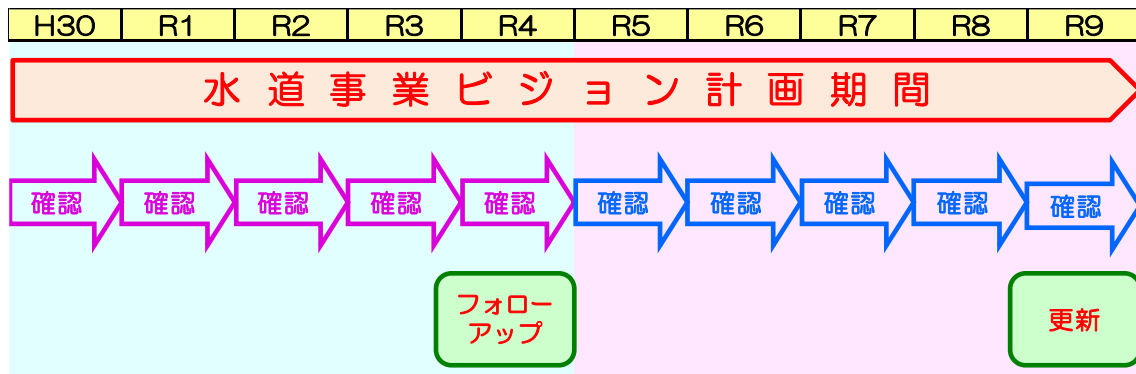 H30 R1 R2 R3 R4 R5 R6 R7 R8 R9
水道事業ビジョン計画期間
確認 確認 確認 確認 確認 確認 確認 確認 確認 確認
フォロー
アップ
更新